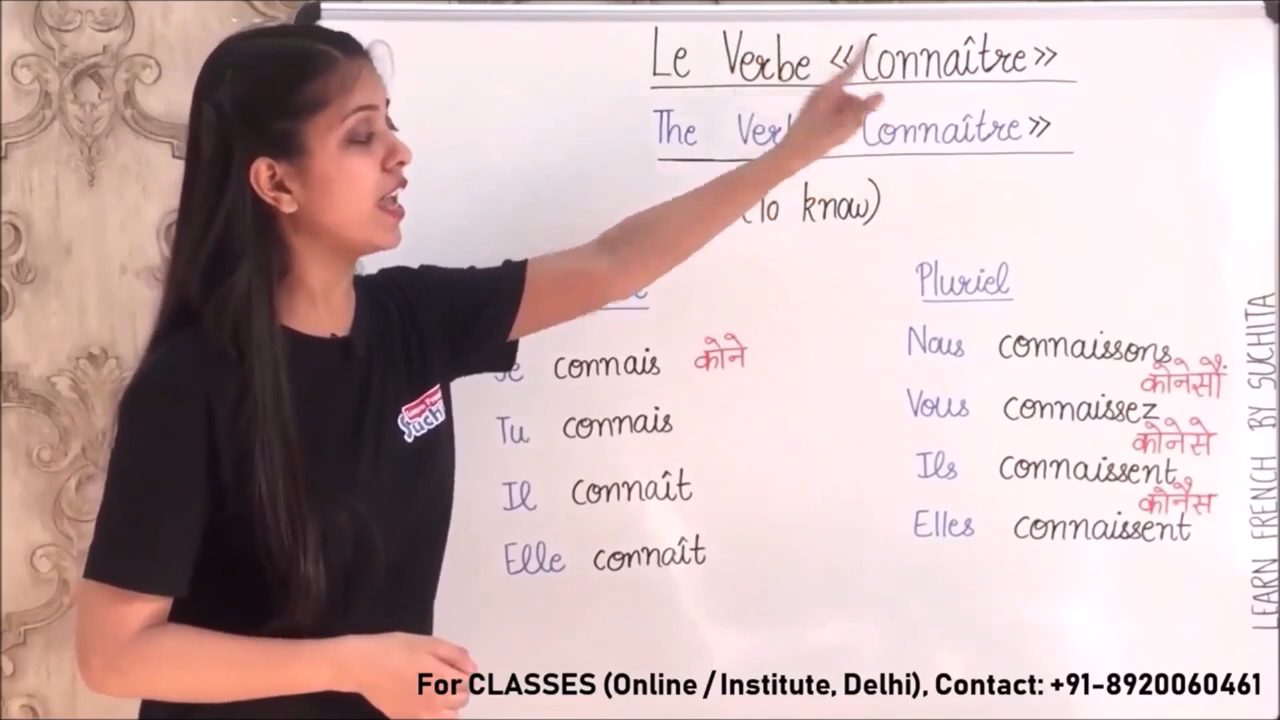 Le Verbe «Connaître»
The Connaître»
To know)
Je connais कोने
Tu connais
Il connaît
Elle connaît
Pluriel
Nous connaissons
कोनेसौं
Vous connaissez
कोनेसे
Ils connaissent
कोनैस
Elles connaissent
LEARN FRENCH BY SUCHITA
For CLASSES (Online / Institute, Delhi), Contact: +91-8920060461